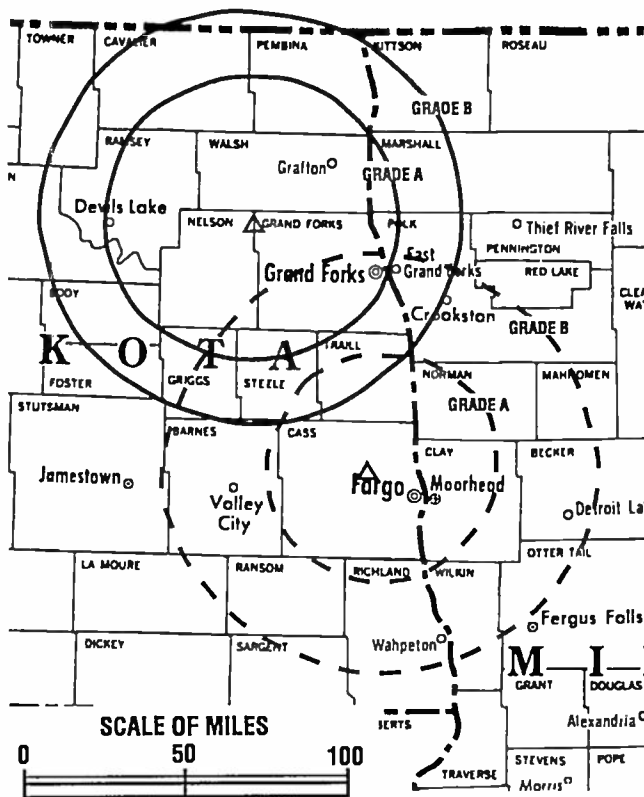 TOWNER CAVALIER PEMBINA KITTSON ROSEAU
GRADE B
RAMSEY WALSH MARSHALL
Grafton GRADE A
N
Devils Lake NELSON GRAND FORKS POLK Thief River Falls
PENNINGTON
East
Grand Forks Grand Forks RED LAKE
EDDY CLEA
WAT
Crookston
GRADE B
K O T A
TRAILL
FOSTER GRIGGS STEELE NORMAN MAHNOMEN
STUTSMAN GRADE A
BARNES CASS CLAY BECKER
Jamestown Valley
City
Fargo Moorhead
Detroit La
OTTER TAIL
LA MOURE RANSOM RICHLAND WILKIN
Fergus Falls
DICKEY SARGENT Wahpeton
M I
GRANT DOUGLAS
SCALE OF MILES BERTS Alexandria
0 50 100
STEVENS POPE
TRAVERSE Morris